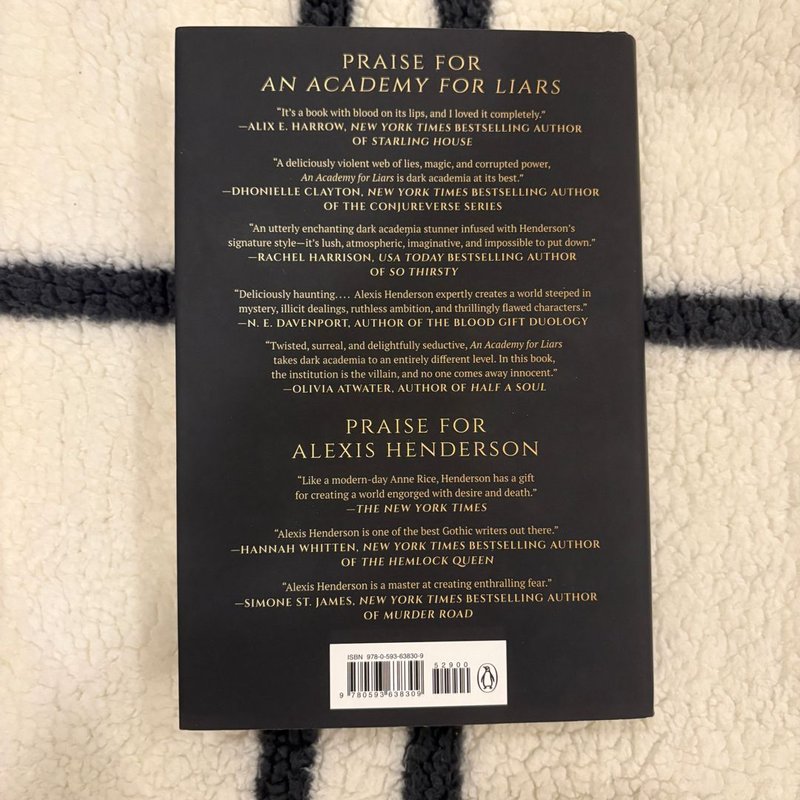 PRAISE FOR
AN ACADEMY FOR LIARS
“It’s a book with blood on its lips, and I loved it completely.”
—ALIX E. HARROW, NEW YORK TIMES BESTSELLING AUTHOR
OF STARLING HOUSE
“A deliciously violent web of lies, magic, and corrupted power,
An Academy for Liars is dark academia at its best.”
—DHONIELLE CLAYTON, NEW YORK TIMES BESTSELLING AUTHOR
OF THE CONJUREVERSE SERIES
“An utterly enchanting dark academia stunner infused with Henderson’s
signature style—it’s lush, atmospheric, imaginative, and impossible to put down.”
—RACHEL HARRISON, USA TODAY BESTSELLING AUTHOR
OF SO THIRSTY
“Deliciously haunting.... Alexis Henderson expertly creates a world steeped in
mystery, illicit dealings, ruthless ambition, and thrillingly flawed characters.”
—N. E. DAVENPORT, AUTHOR OF THE BLOOD GIFT DUOLOGY
“Twisted, surreal, and delightfully seductive, An Academy for Liars
takes dark academia to an entirely different level. In this book,
the institution is the villain, and no one comes away innocent.”
—OLIVIA ATWATER, AUTHOR OF HALF A SOUL
PRAISE FOR
ALEXIS HENDERSON
“Like a modern-day Anne Rice, Henderson has a gift
for creating a world engorged with desire and death.”
—THE NEW YORK TIMES
“Alexis Henderson is one of the best Gothic writers out there.”
—HANNAH WHITTEN, NEW YORK TIMES BESTSELLING AUTHOR
OF THE HEMLOCK QUEEN
“Alexis Henderson is a master at creating enthralling fear.”
—SIMONE ST. JAMES, NEW YORK TIMES BESTSELLING AUTHOR
OF MURDER ROAD
ISBN 978-0-593-63830-9
52900
9 780593 638309